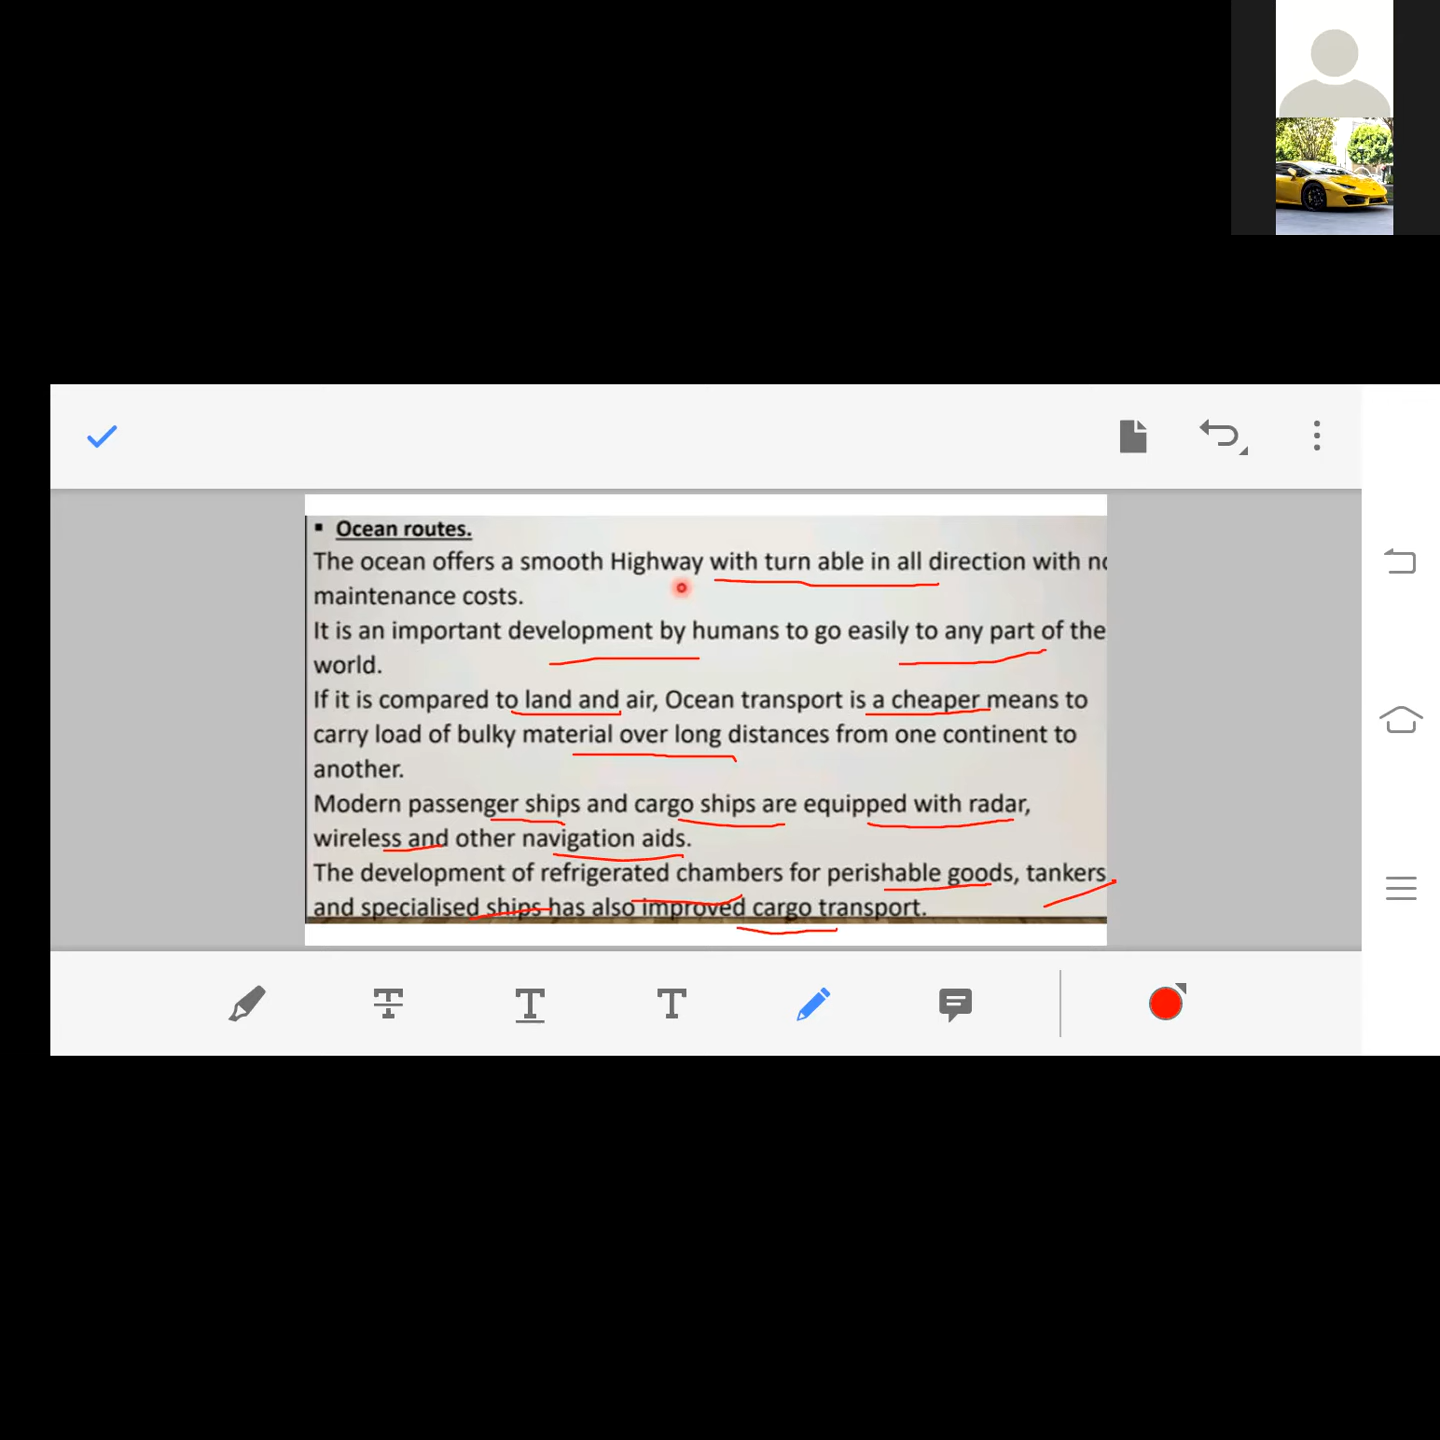 ▪ Ocean routes.
The ocean offers a smooth Highway with turn able in all direction with
maintenance costs.
It is an important development by humans to go easily to any part of the
world.
If it is compared to land and air, Ocean transport is a cheaper means to
carry load of bulky material over long distances from one continent to
another.
Modern passenger ships and cargo ships are equipped with radar,
wireless and other navigation aids.
The development of refrigerated chambers for perishable goods, tankers
and specialised ships has also improved cargo transport.